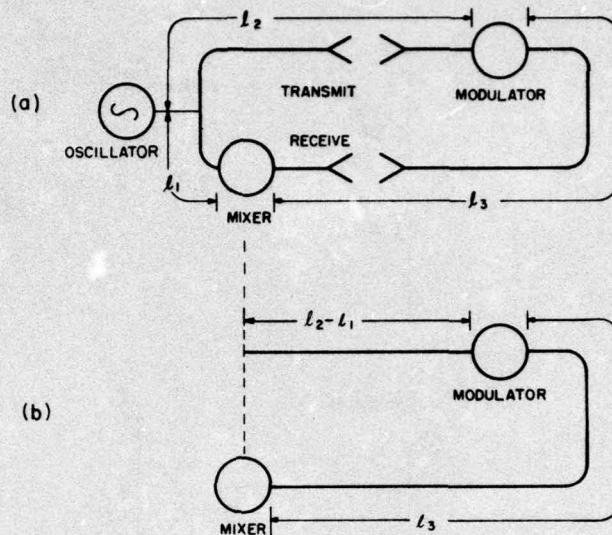 l₂
(a)
TRANSMIT
MODULATOR
OSCILLATOR
RECEIVE
l₁
MIXER
l₃
l₂-l₁
MODULATOR
(b)
MIXER
l₃